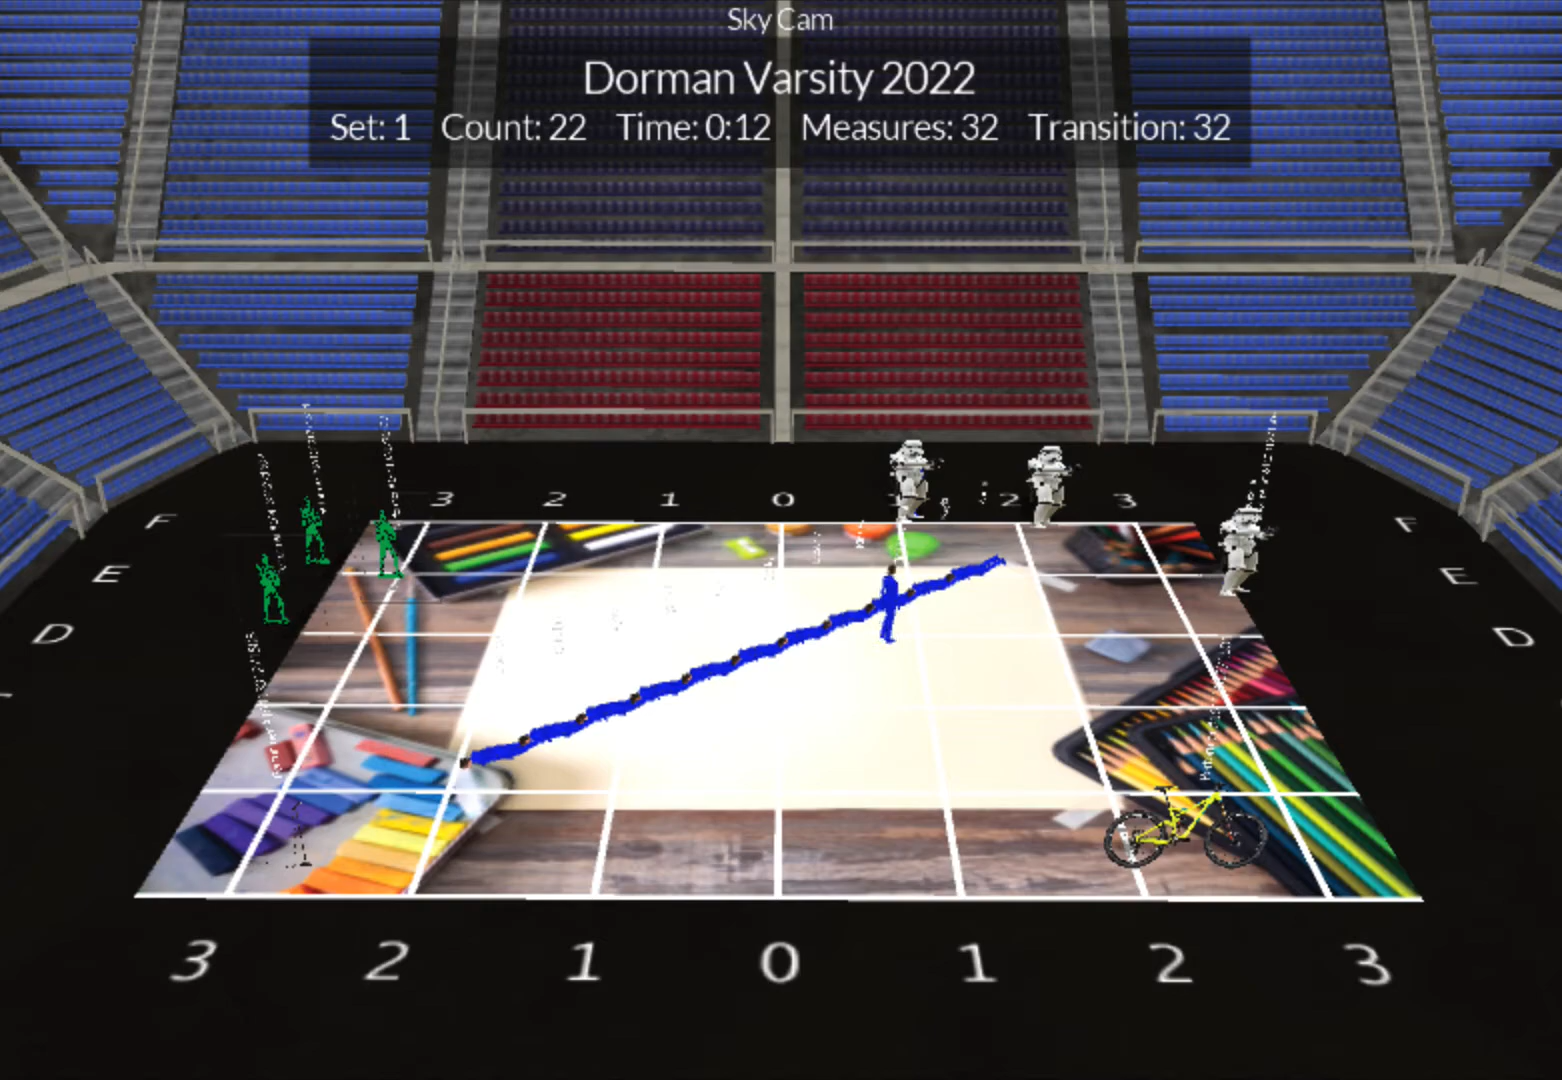 Sky Cam
Dorman Varsity 2022
Set: 1 Count: 22 Time: 0:12 Measures: 32 Transition: 32
3 2 1 0 1 2 3
F F
E E
D D
3 2 1 0 1 2 3